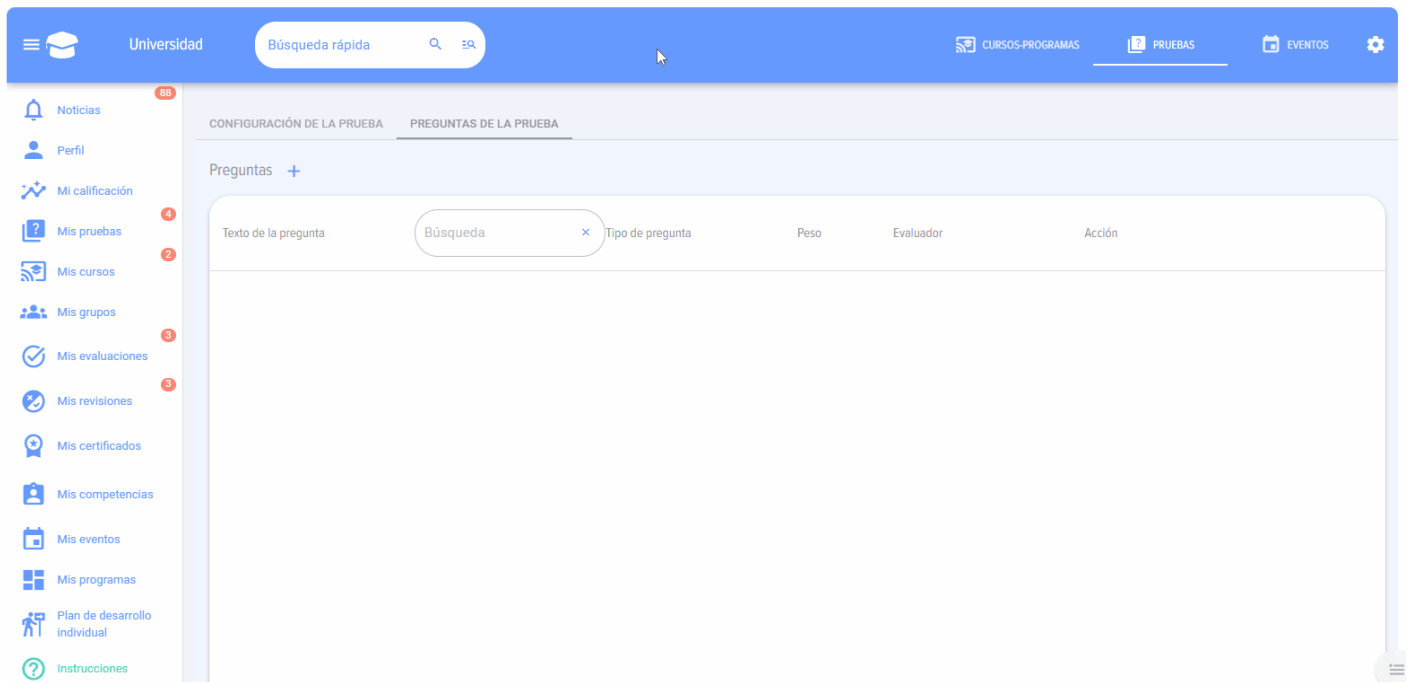 Universidad
Búsqueda rápida
CURSOS-PROGRAMAS
PRUEBAS
EVENTOS
88
Noticias
Perfil
Mi calificación
4
Mis pruebas
2
Mis cursos
Mis grupos
3
Mis evaluaciones
3
Mis revisiones
Mis certificados
Mis competencias
Mis eventos
Mis programas
Plan de desarrollo
individual
Instrucciones
CONFIGURACIÓN DE LA PRUEBA
PREGUNTAS DE LA PRUEBA
Preguntas +
Texto de la pregunta
Búsqueda
Tipo de pregunta
Peso
Evaluador
Acción